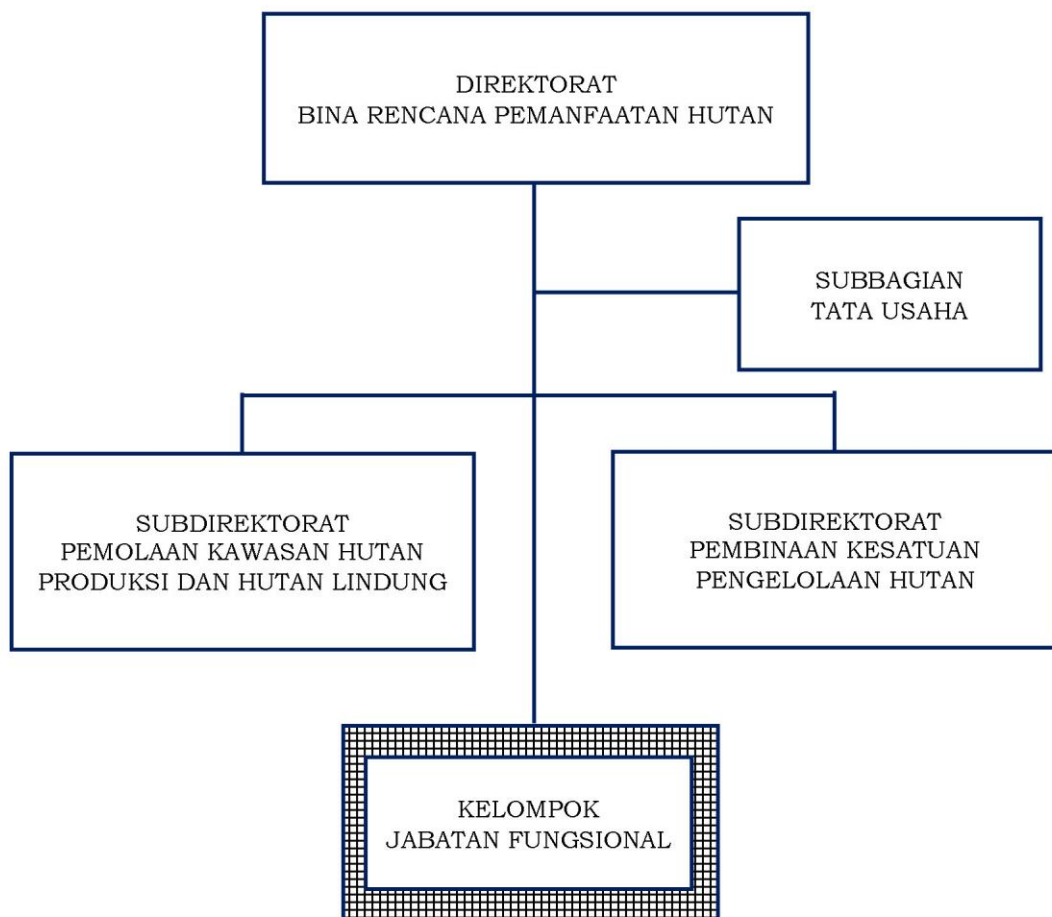 DIREKTORAT
BINA RENCANA PEMANFAATAN HUTAN
SUBBAGIAN
TATA USAHA
SUBDIREKTORAT
PEMOLAAN KAWASAN HUTAN
PRODUKSI DAN HUTAN LINDUNG
SUBDIREKTORAT
PEMBINAAN KESATUAN
PENGELOLAAN HUTAN
KELOMPOK
JABATAN FUNGSIONAL